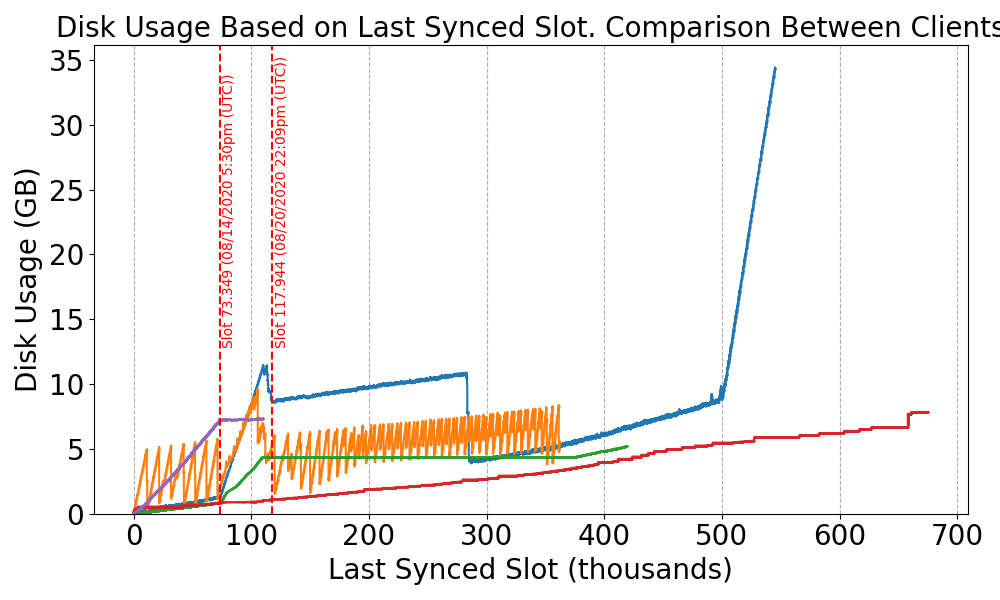 Disk Usage Based on Last Synced Slot. Comparison Between Clients
Disk Usage (GB)
35
30
25
20
15
10
5
0
Slot 73.349 (08/14/2020 5:30pm (UTC))
Slot 117.944 (08/20/2020 22:09pm (UTC))
0 100 200 300 400 500 600 700
Last Synced Slot (thousands)